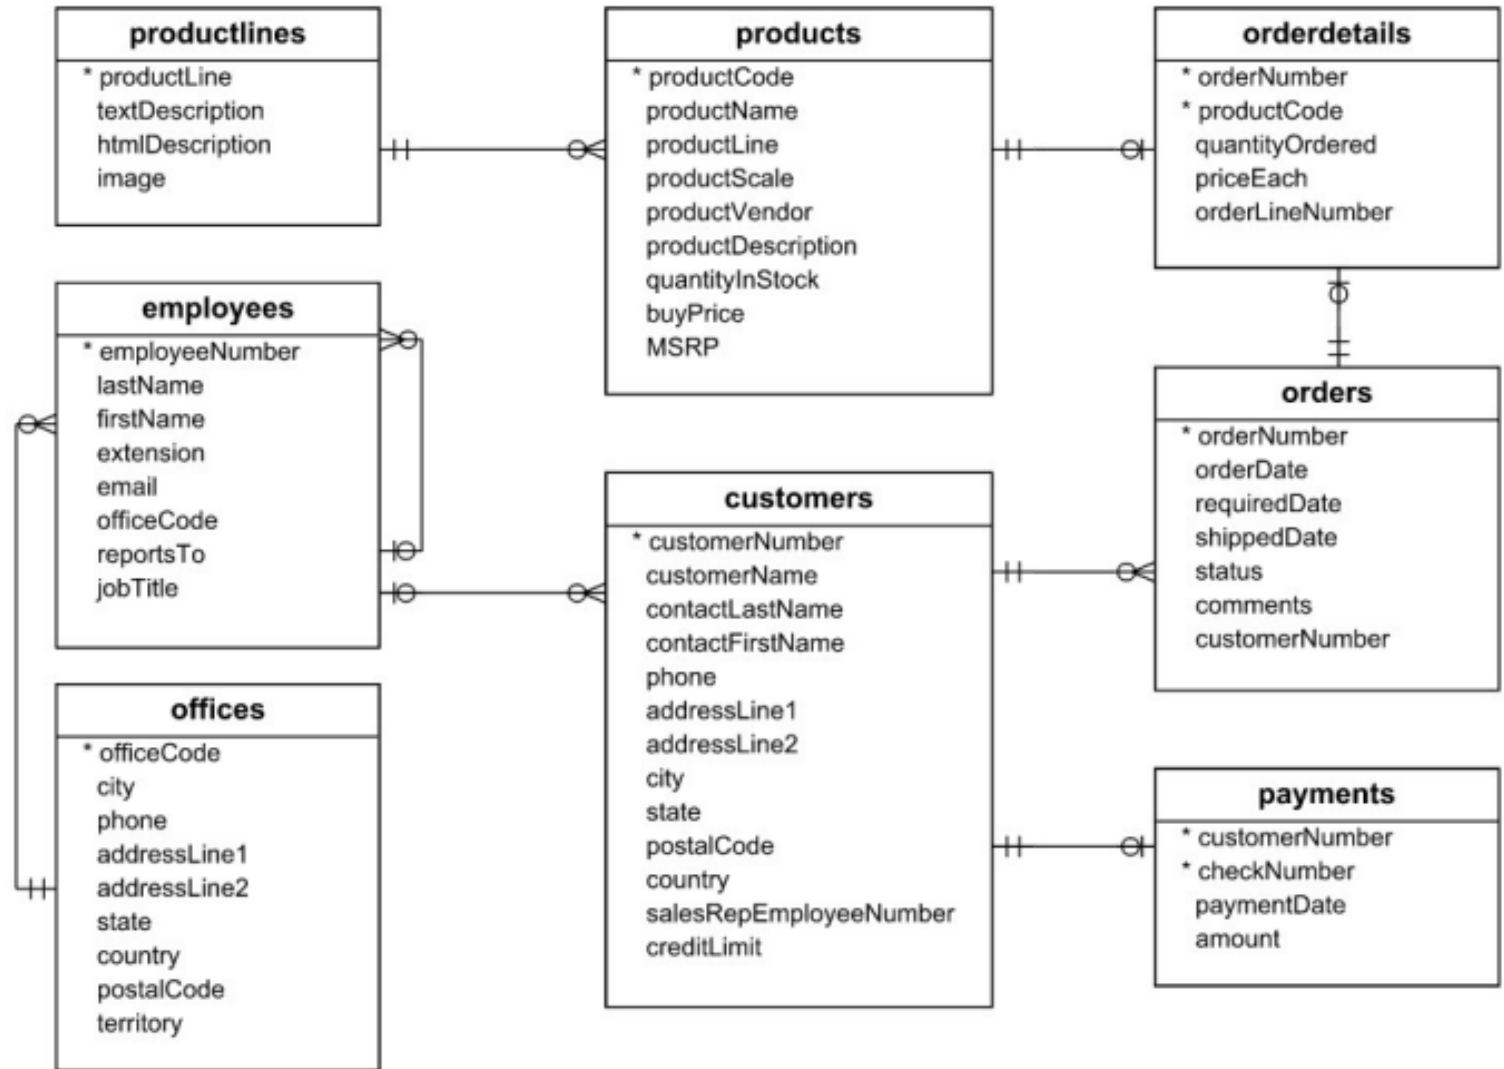 productlines
* productLine
textDescription
htmlDescription
image
products
* productCode
productName
productLine
productScale
productVendor
productDescription
quantityInStock
buyPrice
MSRP
orderdetails
* orderNumber
* productCode
quantityOrdered
priceEach
orderLineNumber
employees
* employeeNumber
lastName
firstName
extension
email
officeCode
reportsTo
jobTitle
customers
* customerNumber
customerName
contactLastName
contactFirstName
phone
addressLine1
addressLine2
city
state
postalCode
country
salesRepEmployeeNumber
creditLimit
orders
* orderNumber
orderDate
requiredDate
shippedDate
status
comments
customerNumber
offices
* officeCode
city
phone
addressLine1
addressLine2
state
country
postalCode
territory
payments
* customerNumber
* checkNumber
paymentDate
amount